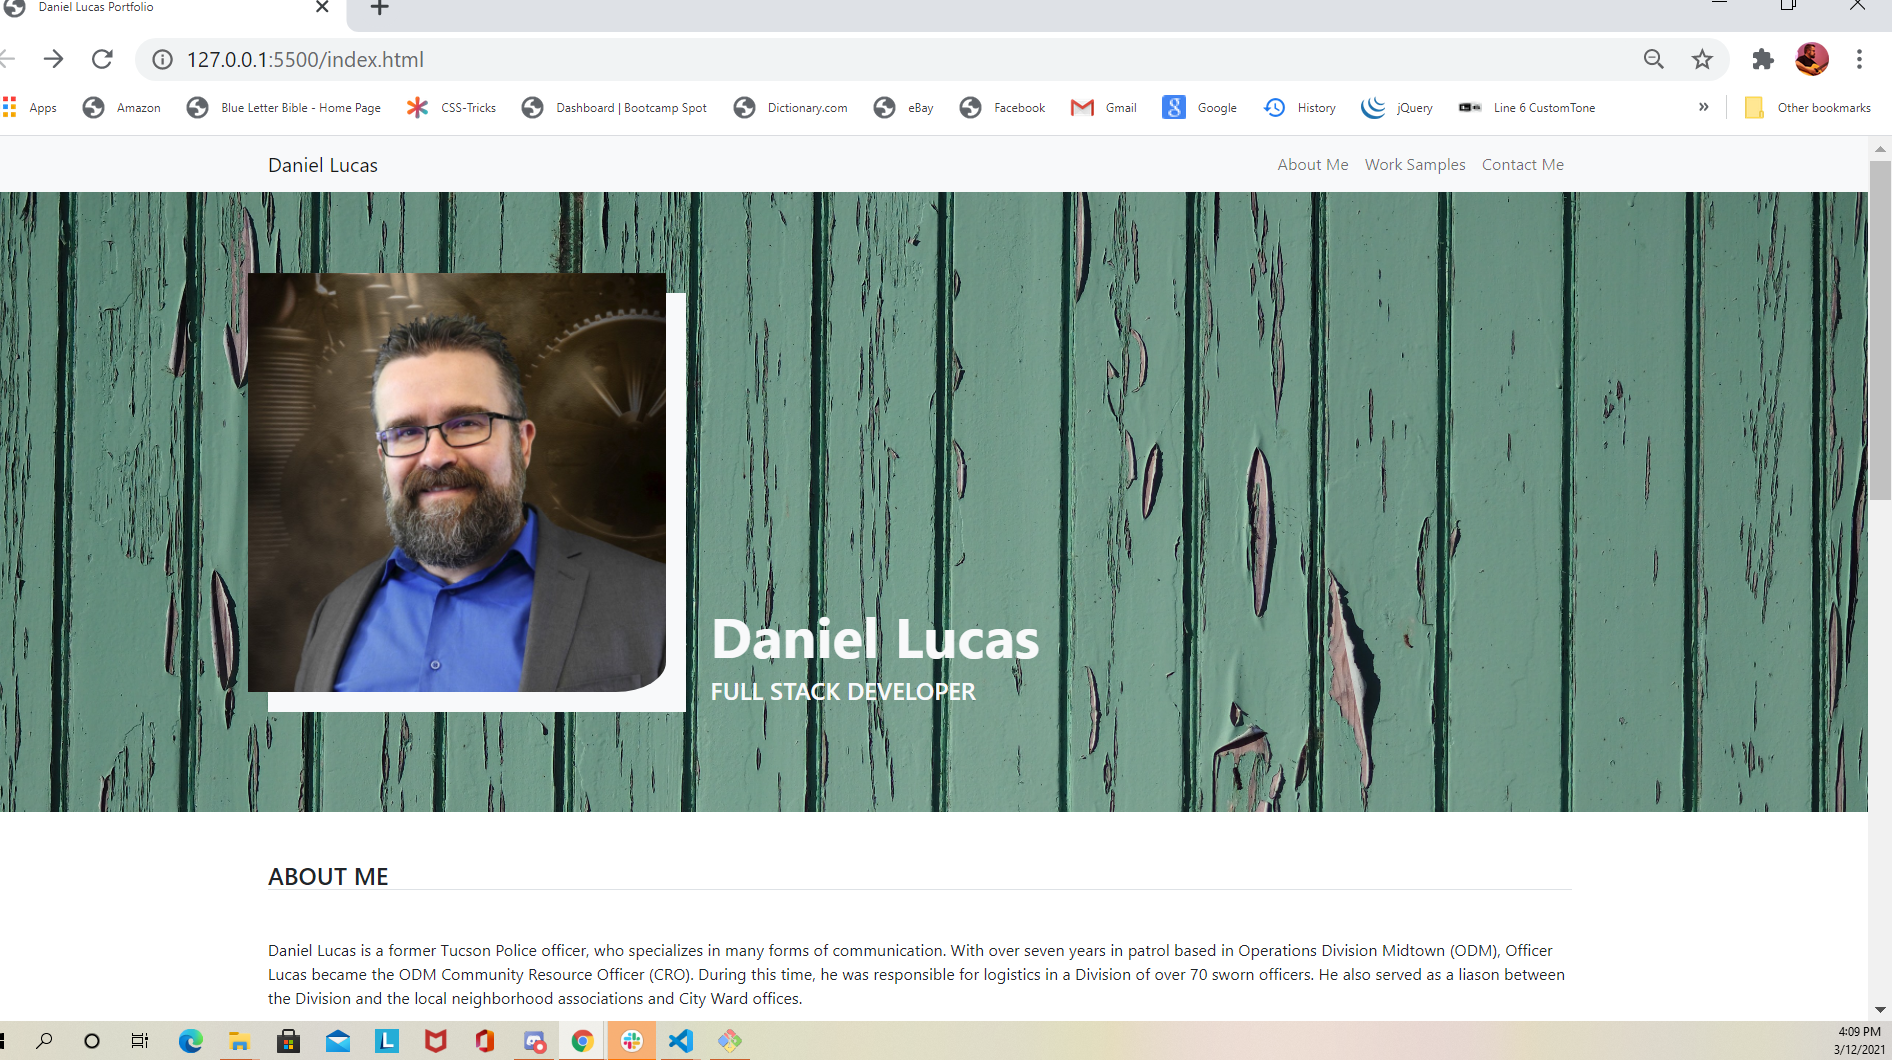 Daniel Lucas Portfolio
127.0.0.1:5500/index.html
Apps Amazon Blue Letter Bible - Home Page CSS-Tricks Dashboard | Bootcamp Spot Dictionary.com eBay Facebook Gmail Google History jQuery Line 6 CustomTone » Other bookmarks
Daniel Lucas About Me Work Samples Contact Me
Daniel Lucas
FULL STACK DEVELOPER
ABOUT ME
Daniel Lucas is a former Tucson Police officer, who specializes in many forms of communication. With over seven years in patrol based in Operations Division Midtown (ODM), Officer
Lucas became the ODM Community Resource Officer (CRO). During this time, he was responsible for logistics in a Division of over 70 sworn officers. He also served as a liason between
the Division and the local neighborhood associations and City Ward offices.
4:09 PM
3/12/2021